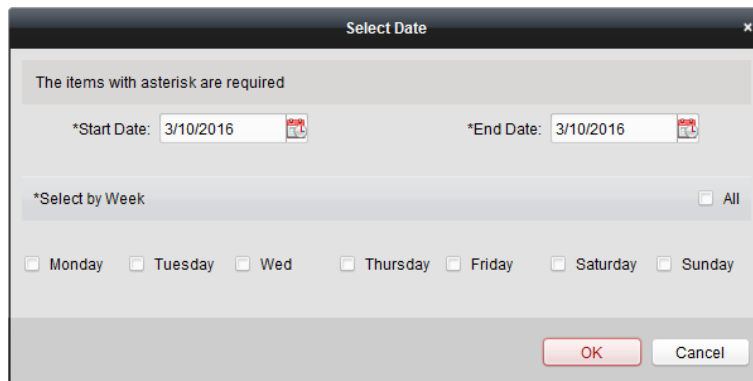 Select Date ×
The items with asterisk are required
*Start Date: 3/10/2016 *End Date: 3/10/2016
*Select by Week All
Monday Tuesday Wed Thursday Friday Saturday Sunday
OK Cancel